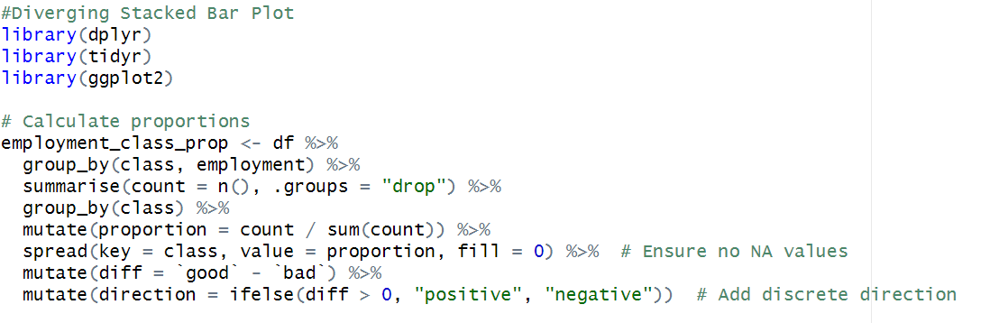 #Diverging Stacked Bar Plot
library(dplyr)
library(tidyr)
library(ggplot2)

# Calculate proportions
employment_class_prop <- df %>%
  group_by(class, employment) %>%
  summarise(count = n(), .groups = "drop") %>%
  group_by(class) %>%
  mutate(proportion = count / sum(count)) %>%
  spread(key = class, value = proportion, fill = 0) %>%  # Ensure no NA values
  mutate(diff = `good` - `bad`) %>%
  mutate(direction = ifelse(diff > 0, "positive", "negative"))  # Add discrete direction